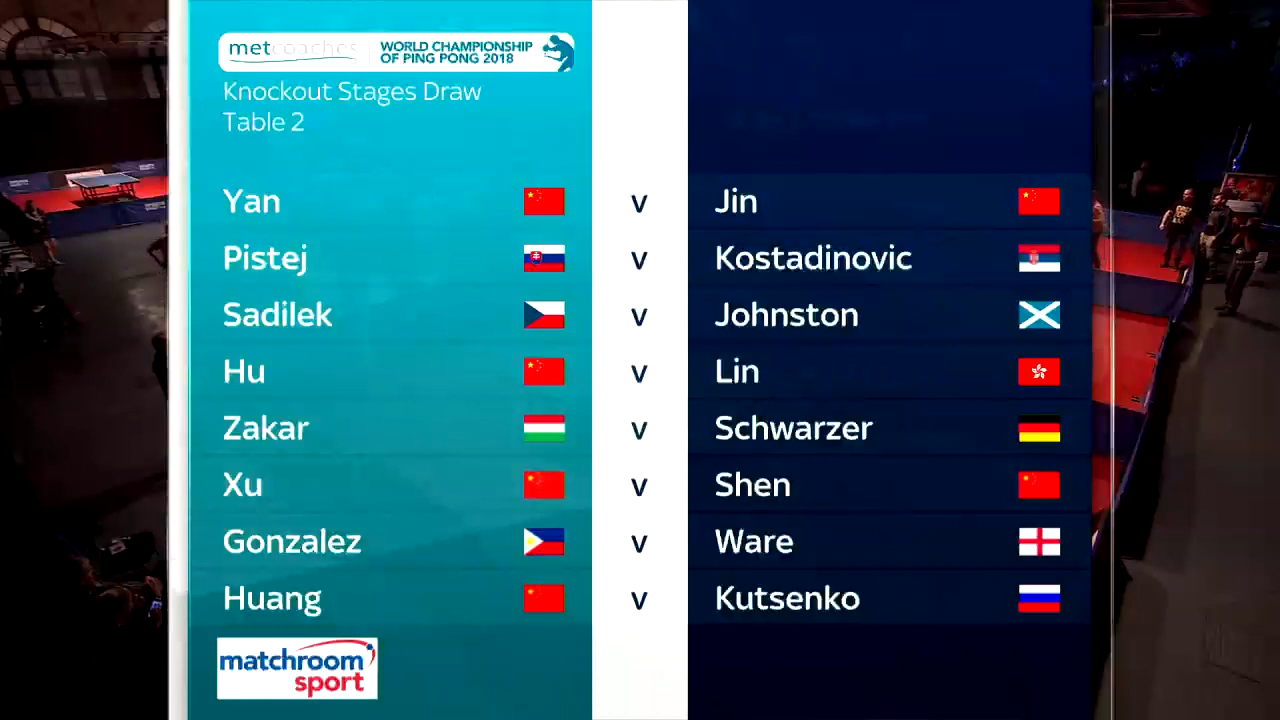 metcoaches WORLD CHAMPIONSHIP
OF PING PONG 2018
Knockout Stages Draw
Table 2
Yan v Jin
Pistej v Kostadinovic
Sadilek v Johnston
Hu v Lin
Zakar v Schwarzer
Xu v Shen
Gonzalez v Ware
Huang v Kutsenko
matchroom
sport